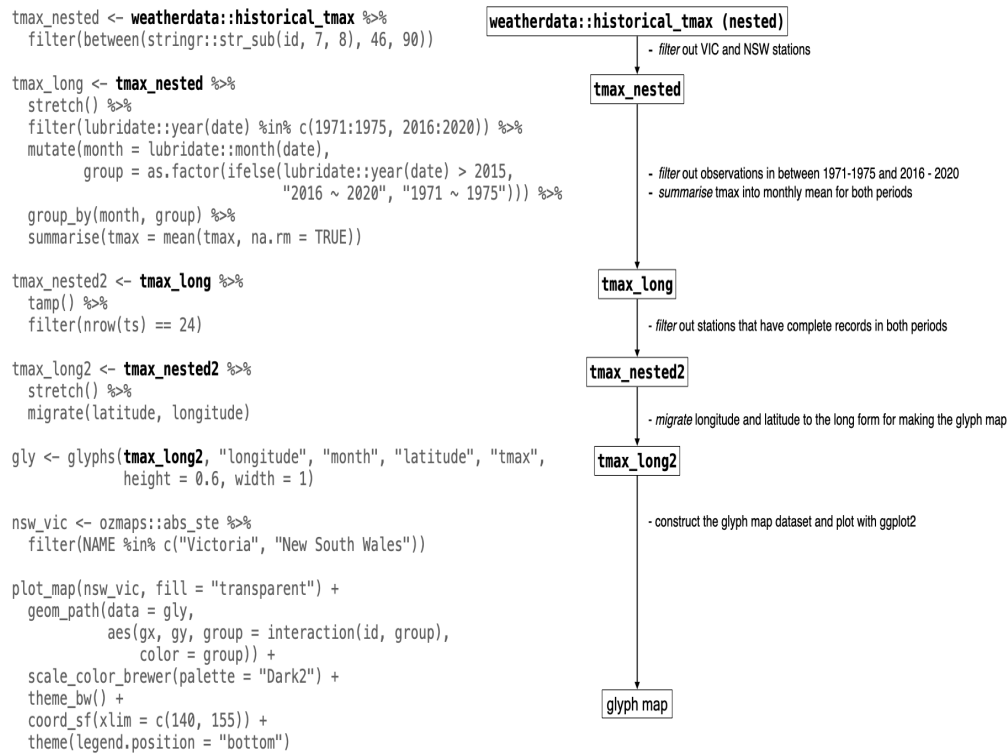 tmax_nested <- weatherdata::historical_tmax %>%
  filter(between(stringr::str_sub(id, 7, 8), 46, 90))
tmax_long <- tmax_nested %>%
  stretch() %>%
  filter(lubridate::year(date) %in% c(1971:1975, 2016:2020)) %>%
  mutate(month = lubridate::month(date),
         group = as.factor(ifelse(lubridate::year(date) > 2015,
                                  "2016 ~ 2020", "1971 ~ 1975"))) %>%
  group_by(month, group) %>%
  summarise(tmax = mean(tmax, na.rm = TRUE))
tmax_nested2 <- tmax_long %>%
  tamp() %>%
  filter(nrow(ts) == 24)
tmax_long2 <- tmax_nested2 %>%
  stretch() %>%
  migrate(latitude, longitude)
gly <- glyphs(tmax_long2, "longitude", "month", "latitude", "tmax",
              height = 0.6, width = 1)
nsw_vic <- ozmaps::abs_ste %>%
  filter(NAME %in% c("Victoria", "New South Wales"))
plot_map(nsw_vic, fill = "transparent") +
  geom_path(data = gly,
            aes(gx, gy, group = interaction(id, group),
                color = group)) +
  scale_color_brewer(palette = "Dark2") +
  theme_bw() +
  coord_sf(xlim = c(140, 155)) +
  theme(legend.position = "bottom")
weatherdata::historical_tmax (nested)
- filter out VIC and NSW stations
tmax_nested
- filter out observations in between 1971-1975 and 2016 - 2020
- summarise tmax into monthly mean for both periods
tmax_long
- filter out stations that have complete records in both periods
tmax_nested2
- migrate longitude and latitude to the long form for making the glyph map
tmax_long2
- construct the glyph map dataset and plot with ggplot2
glyph map